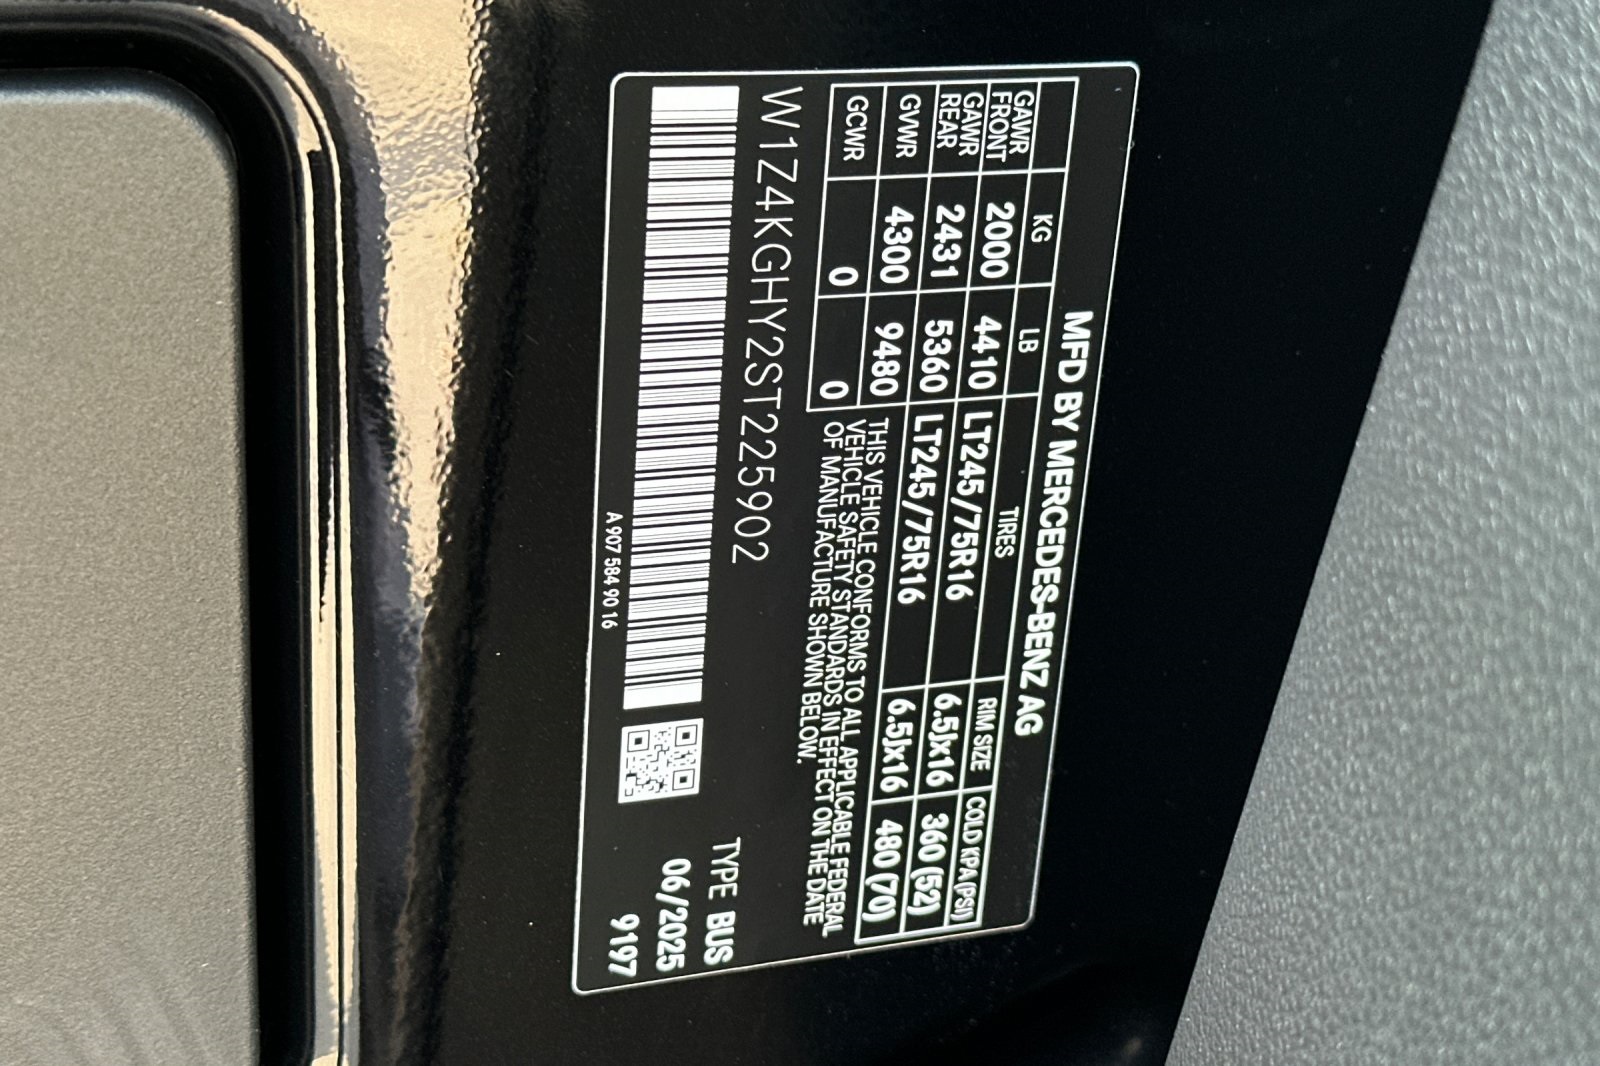 MFD BY MERCEDES-BENZ AG
KG LB TIRES RIM SIZE COLD KPA (PSI)
GAWR FRONT 2000 4410 LT245/75R16 6.5Jx16 360 (52)
GAWR REAR 2431 5360 LT245/75R16 6.5Jx16 480 (70)
GVWR 4300 9480
GCWR 0 0
THIS VEHICLE CONFORMS TO ALL APPLICABLE FEDERAL
VEHICLE SAFETY STANDARDS IN EFFECT ON THE DATE
OF MANUFACTURE SHOWN BELOW.
W1Z4KGHY2ST225902
TYPE BUS
06/2025
9197
A 907 584 90 16